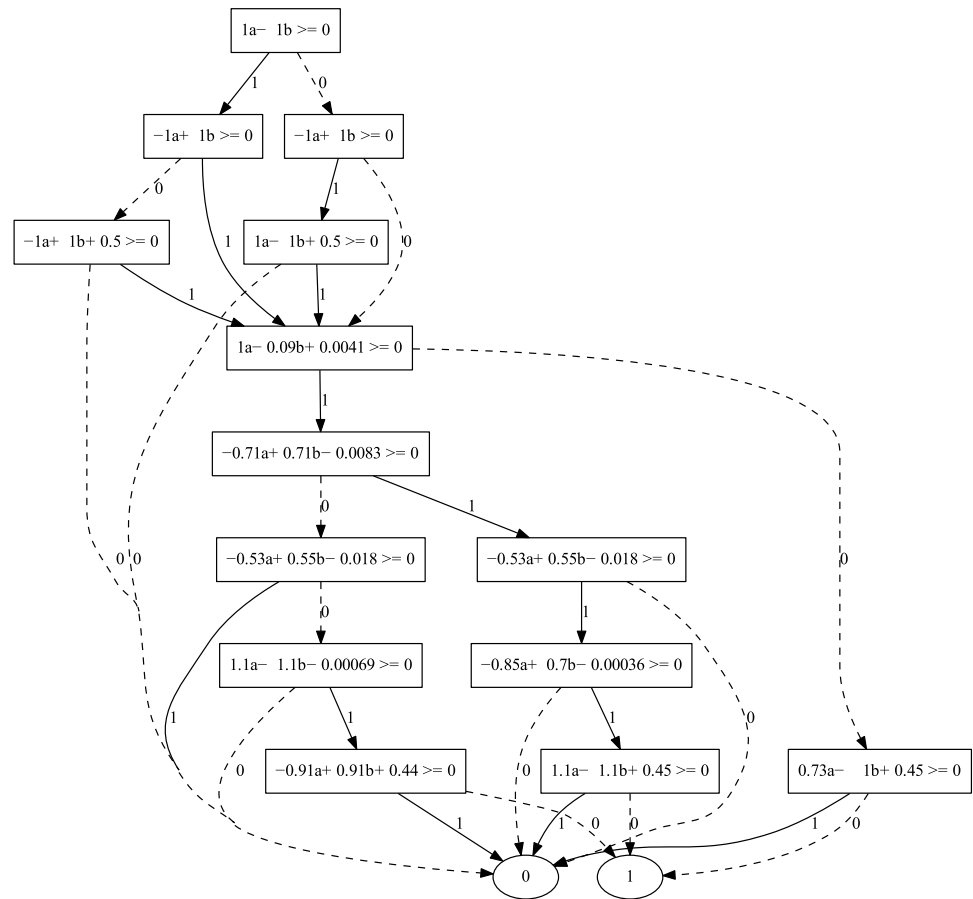 1a− 1b >= 0
1
0
−1a+ 1b >= 0
−1a+ 1b >= 0
0
1
−1a+ 1b+ 0.5 >= 0
1
1a− 1b+ 0.5 >= 0
0
1
1
1a− 0.09b+ 0.0041 >= 0
1
−0.71a+ 0.71b− 0.0083 >= 0
0
1
0
0
−0.53a+ 0.55b− 0.018 >= 0
−0.53a+ 0.55b− 0.018 >= 0
0
0
1
1.1a− 1.1b− 0.00069 >= 0
−0.85a+ 0.7b− 0.00036 >= 0
1
1
1
0
0
−0.91a+ 0.91b+ 0.44 >= 0
0
1.1a− 1.1b+ 0.45 >= 0
0.73a− 1b+ 0.45 >= 0
1
0
1
0
1
0
0
1